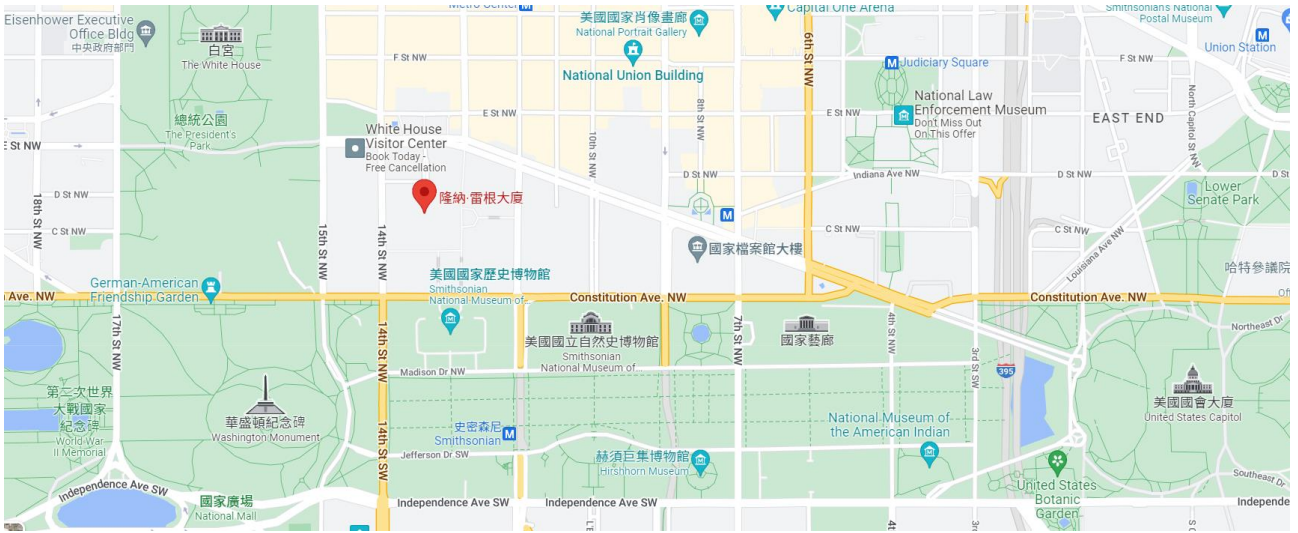 Eisenhower Executive
Office Bldg
中央政府部門
白宮
The White House
Metro Center
美國國家肖像畫廊
National Portrait Gallery
Capital One Arena
Smithsonian's National
Postal Museum
Union Station
F St NW
National Union Building
6th St NW
Judiciary Square
F St NW
F St NW
總統公園
The President's
Park
E St NW
White House
Visitor Center
Book Today -
Free Cancellation
E St NW
10th St NW
8th St NW
E St NW
National Law
Enforcement Museum
Don't Miss Out
On This Offer
North Capitol St NW
EAST END
D St NW
隆納·雷根大廈
D St NW
Indiana Ave NW
D St NW
D St
Lower
Senate Park
18th St NW
C St NW
15th St NW
14th St NW
國家檔案館大樓
C St NW
C St NW
Louisiana Ave NW
哈特參議院
German-American
Friendship Garden
美國國家歷史博物館
Smithsonian
National Museum of...
Ave. NW
Constitution Ave. NW
Constitution Ave. NW
17th St NW
14th St NW
美國國立自然史博物館
Smithsonian
National Museum of...
7th St NW
國家藝廊
4th St NW
3rd St SW
Northeast Dr
Madison Dr NW
395
第二次世界
大戰國家
紀念碑
World War
II Memorial
華盛頓紀念碑
Washington Monument
14th St SW
史密森尼
Smithsonian
National Museum of
the American Indian
美國國會大廈
United States Capitol
Jefferson Dr SW
赫須巨集博物館
Hirshhorn Museum
United States
Botanic
Garden
Southeast Dr
Independence Ave SW
國家廣場
National Mall
Independence Ave SW
Independence Ave SW
Independe